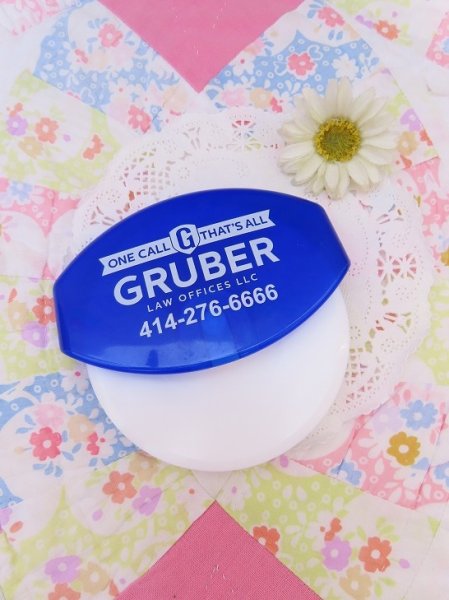 ONE CALL G THAT'S ALL
GRUBER
LAW OFFICES LLC
414-276-6666